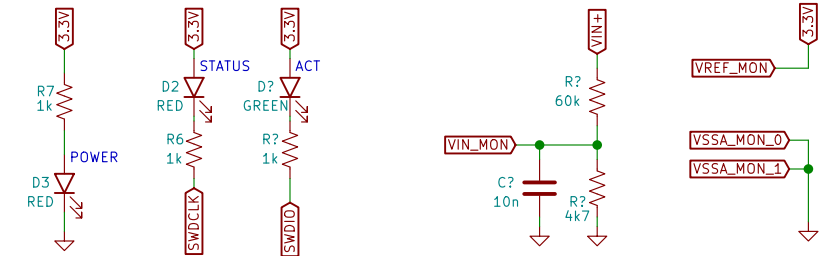 3.3V
R7
1k
POWER
D3
RED
3.3V
STATUS
D2
RED
R6
1k
SWDCLK
3.3V
ACT
D?
GREEN
R?
1k
SWDIO
VIN+
R?
60k
VIN_MON
C?
10n
R?
4k7
3.3V
VREF_MON
VSSA_MON_0
VSSA_MON_1